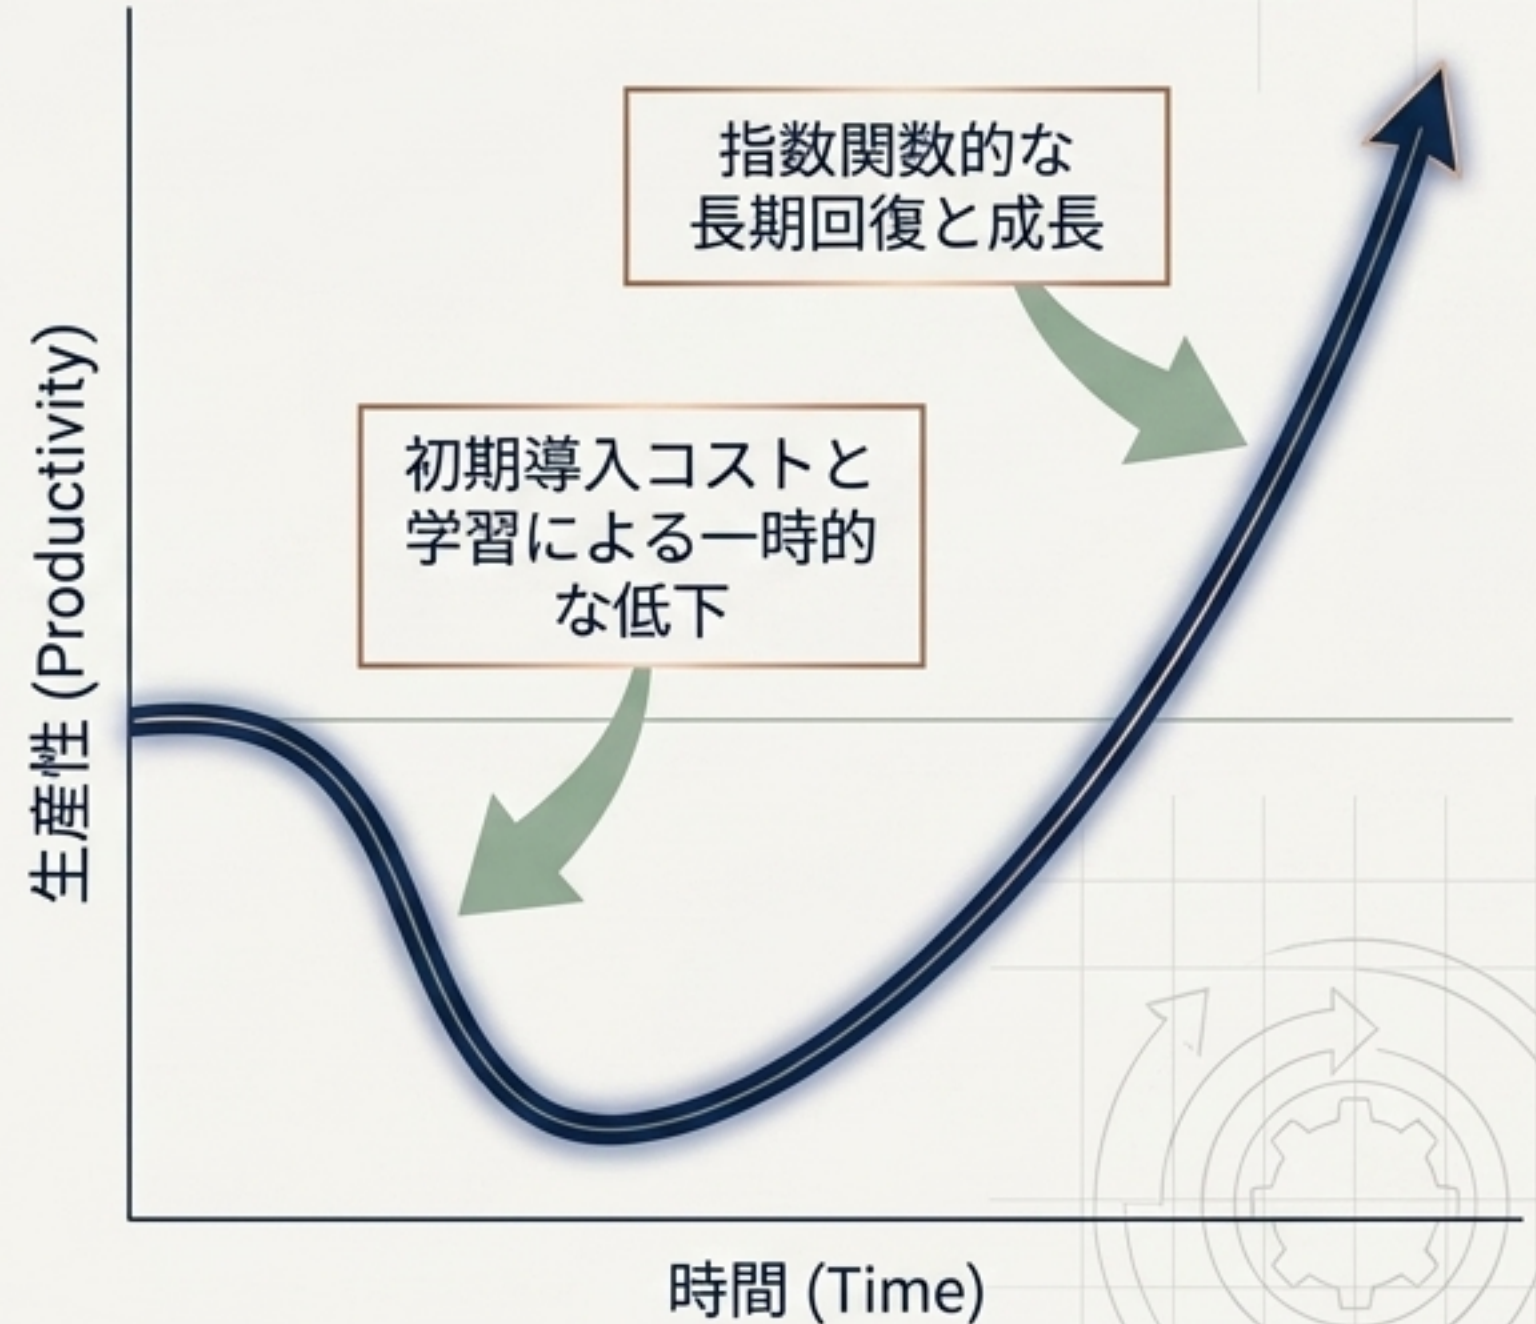 指数関数的な
長期回復と成長
初期導入コストと
学習による一時的
な低下
生産性 (Productivity)
時間 (Time)